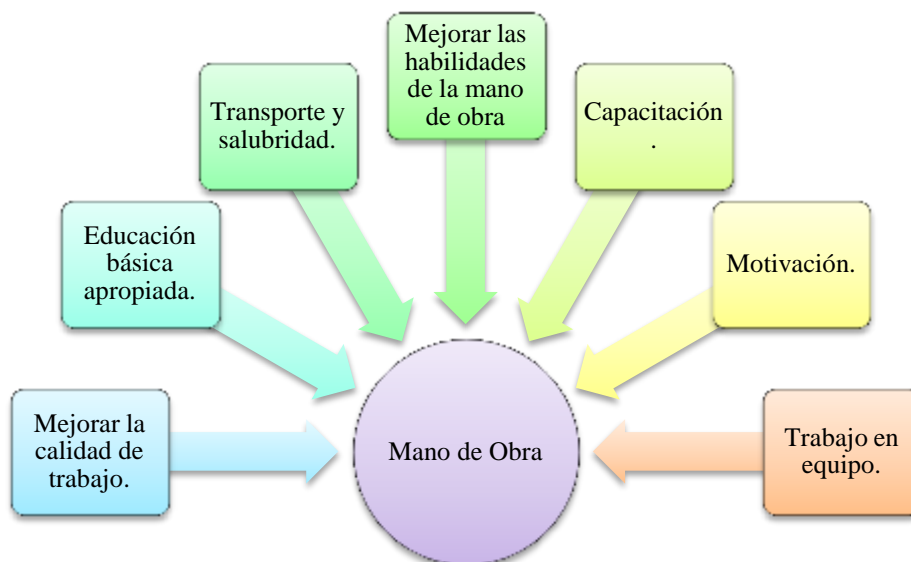 Mejorar la
calidad de
trabajo.
Educación
básica
apropiada.
Transporte y
salubridad.
Mejorar las
habilidades
de la mano
de obra
Capacitación
.
Motivación.
Trabajo en
equipo.
Mano de Obra